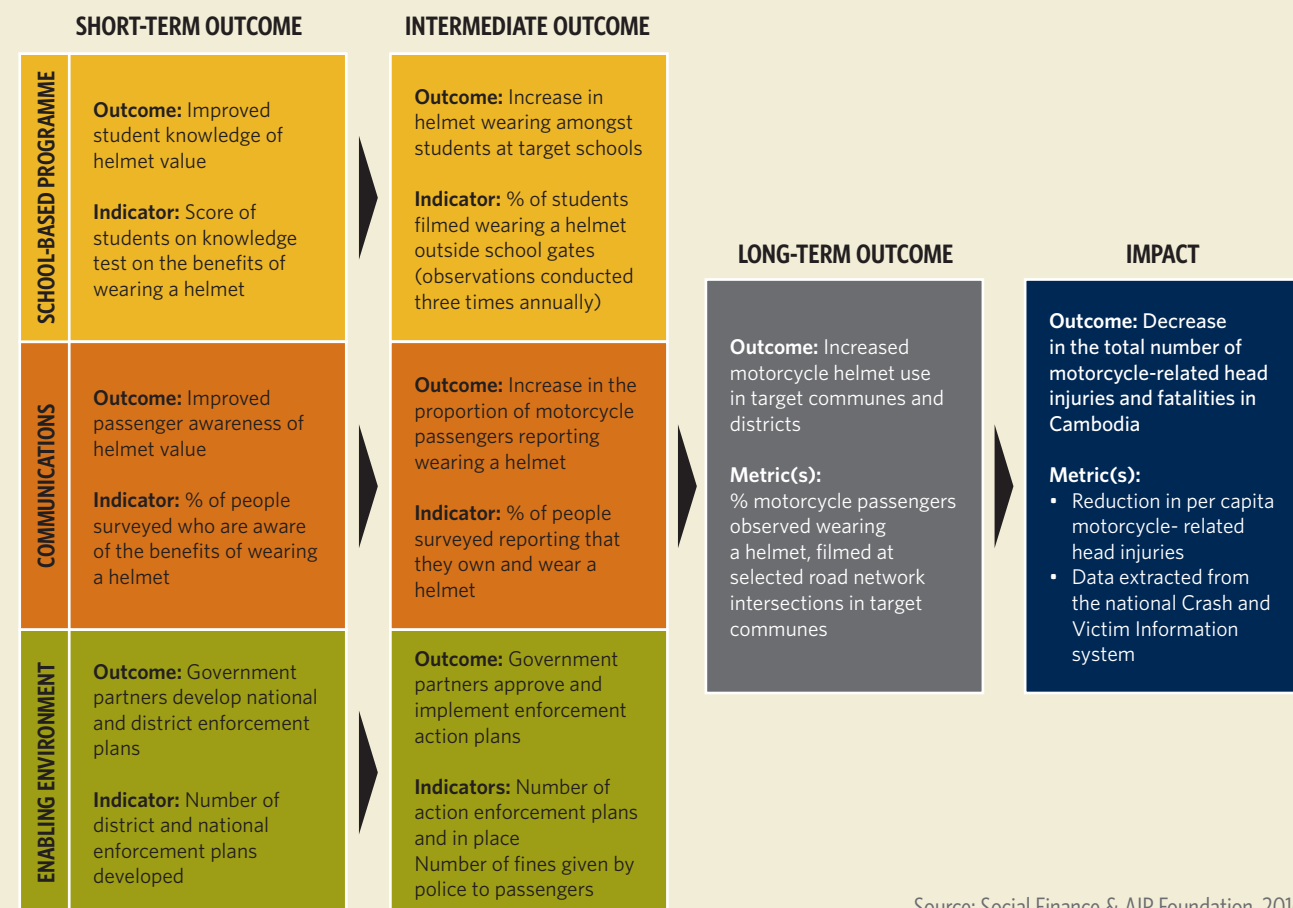 SHORT-TERM OUTCOME
INTERMEDIATE OUTCOME
SCHOOL-BASED PROGRAMME
Outcome: Improved
student knowledge of
helmet value
Indicator: Score of
students on knowledge
test on the benefits of
wearing a helmet
Outcome: Increase in
helmet wearing amongst
students at target schools
Indicator: % of students
filmed wearing a helmet
outside school gates
(observations conducted
three times annually)
COMMUNICATIONS
Outcome: Improved
passenger awareness of
helmet value
Indicator: % of people
surveyed who are aware
of the benefits of wearing
a helmet
Outcome: Increase in the
proportion of motorcycle
passengers reporting
wearing a helmet
Indicator: % of people
surveyed reporting that
they own and wear a
helmet
ENABLING ENVIRONMENT
Outcome: Government
partners develop national
and district enforcement
plans
Indicator: Number of
district and national
enforcement plans
developed
Outcome: Government
partners approve and
implement enforcement
action plans
Indicators: Number of
action enforcement plans
and in place
Number of fines given by
police to passengers
LONG-TERM OUTCOME
Outcome: Increased
motorcycle helmet use
in target communes and
districts
Metric(s):
% motorcycle passengers
observed wearing
a helmet, filmed at
selected road network
intersections in target
communes
IMPACT
Outcome: Decrease
in the total number of
motorcycle-related head
injuries and fatalities in
Cambodia
Metric(s):
• Reduction in per capita
motorcycle- related
head injuries
• Data extracted from
the national Crash and
Victim Information
system
Source: Social Finance & AIP Foundation,